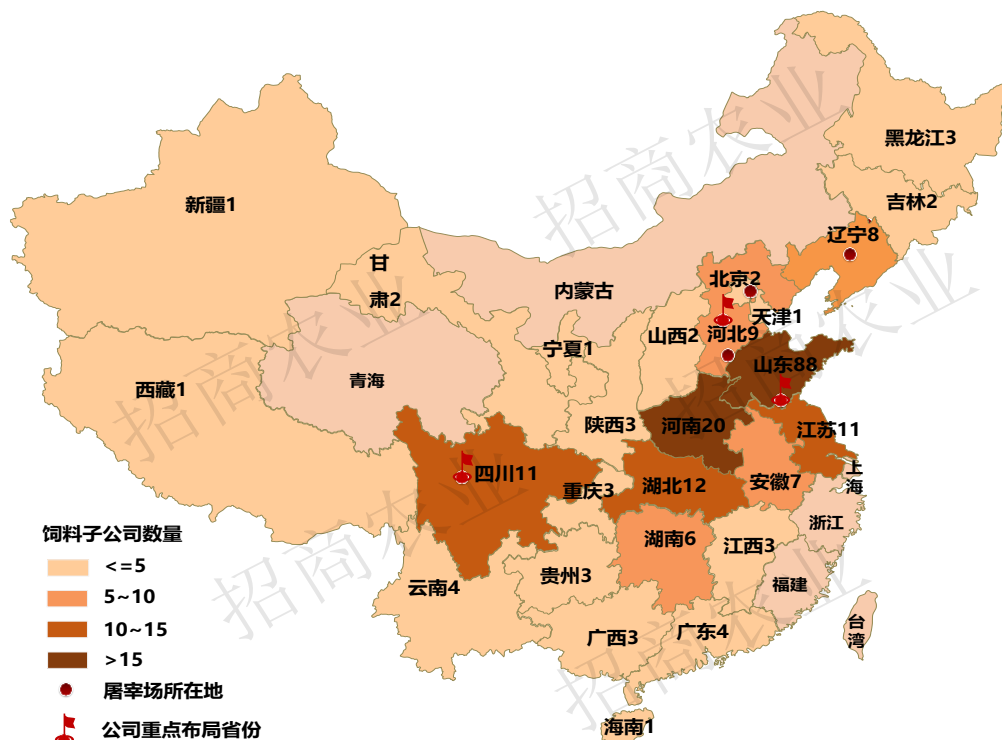 黑龙江3
吉林2
新疆1
辽宁8
甘
肃2
北京2
内蒙古
天津1
山西2
河北9
宁夏1
山东88
青海
西藏1
陕西3
河南20
江苏11
四川11
上海
重庆3
湖北12
安徽7
浙江
湖南6
江西3
贵州3
云南4
福建
台湾
广西3
广东4
海南1
饲料子公司数量
<=5
5~10
10~15
>15
屠宰场所在地
公司重点布局省份
招商农业
招商农业
招商农业
招商农业
招商农业